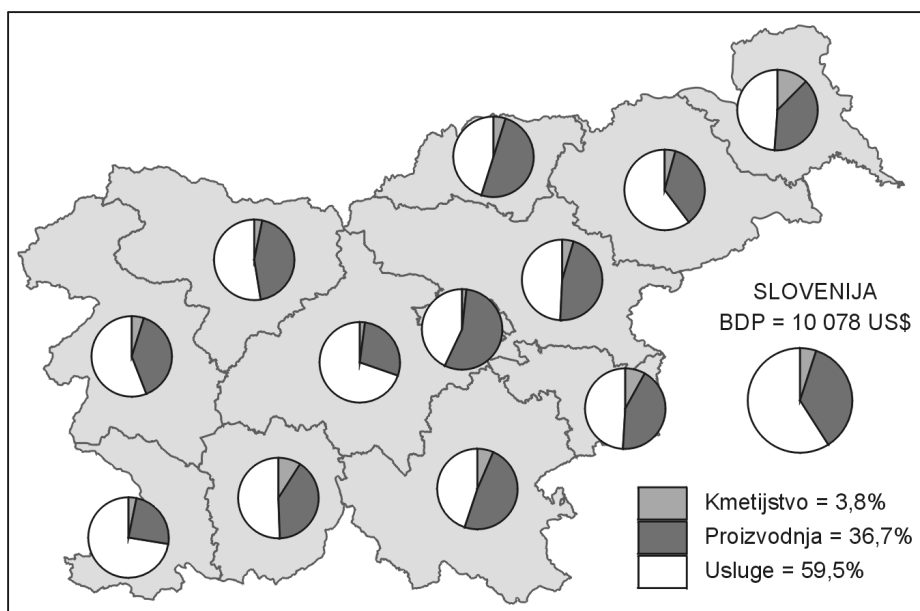 SLOVENIJA
BDP = 10 078 US$
Kmetijstvo = 3,8%
Proizvodnja = 36,7%
Usluge = 59,5%